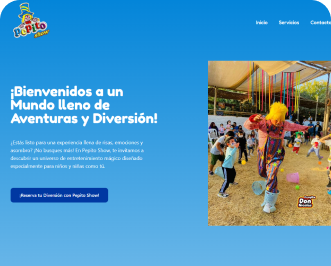 Pepito
Show
Inicio
Servicios
Contacto
¡Bienvenidos a un
Mundo lleno de
Aventuras y Diversión!
¿Estás listo para una experiencia llena de risas, emociones y
asombro? ¡No busques más! En Pepito Show, te invitamos a
descubrir un universo de entretenimiento mágico diseñado
especialmente para niños y niñas como tú.
¡Reserva tu Diversión con Pepito Show!
Don